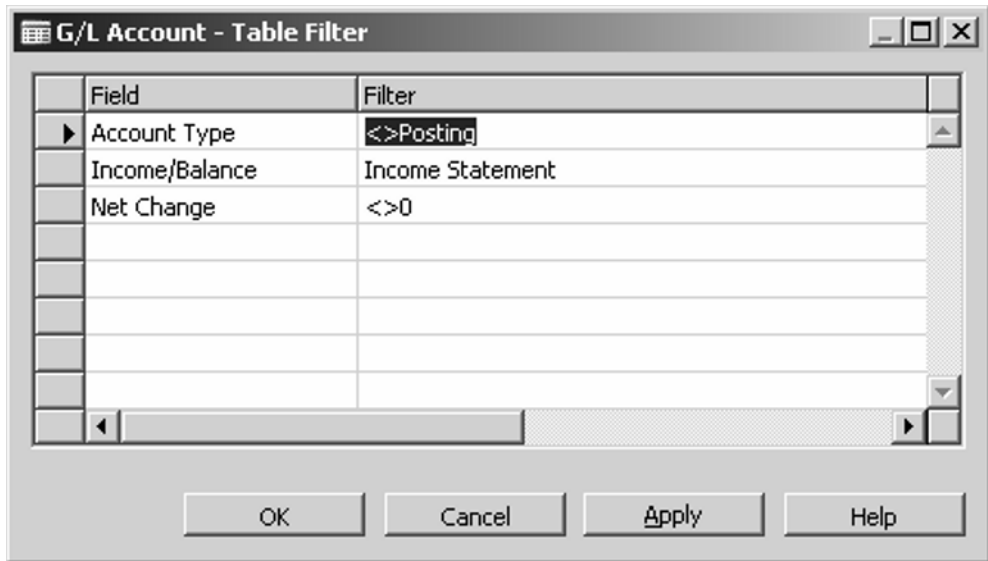 G/L Account - Table Filter
Field Filter
Account Type <>Posting
Income/Balance Income Statement
Net Change <>0
OK Cancel Apply Help